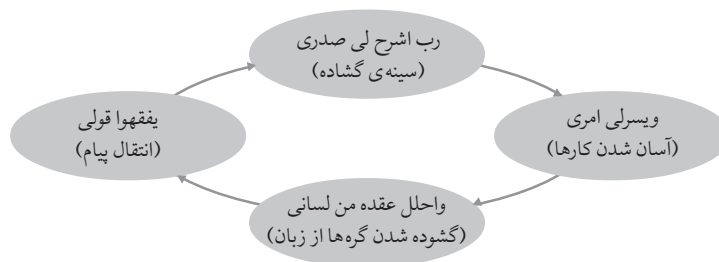 رب اشرح لی صدری
(سینه‌ی گشاده)
ویسرلی امری
(آسان شدن کارها)
واحلل عقده من لسانی
(گشوده شدن گره‌ها از زبان)
یفقهوا قولی
(انتقال پیام)